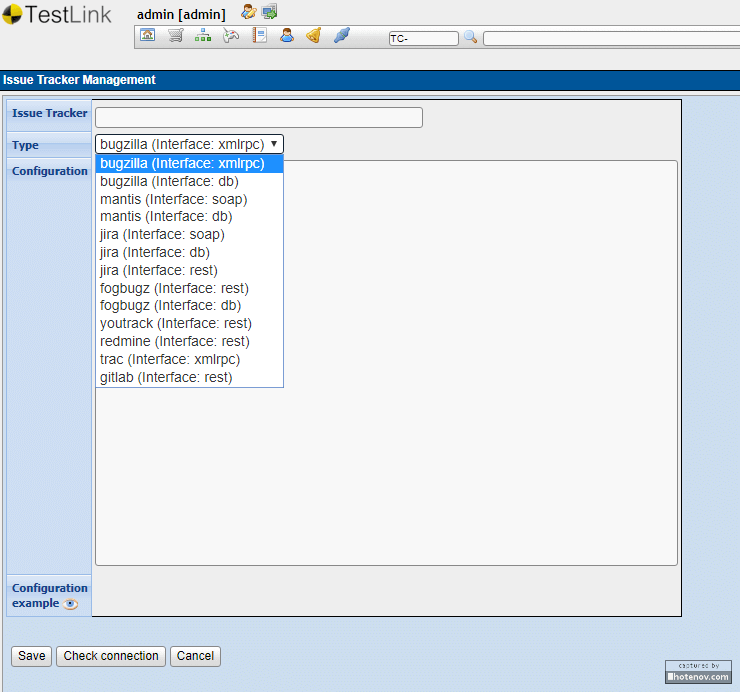 TestLink
admin [admin]
TC-
Issue Tracker Management
Issue Tracker
Type
bugzilla (Interface: xmlrpc)
Configuration
bugzilla (Interface: xmlrpc)
bugzilla (Interface: db)
mantis (Interface: soap)
mantis (Interface: db)
jira (Interface: soap)
jira (Interface: db)
jira (Interface: rest)
fogbugz (Interface: rest)
fogbugz (Interface: db)
youtrack (Interface: rest)
redmine (Interface: rest)
trac (Interface: xmlrpc)
gitlab (Interface: rest)
Configuration
example
Save Check connection Cancel
captured by
hotenov.com